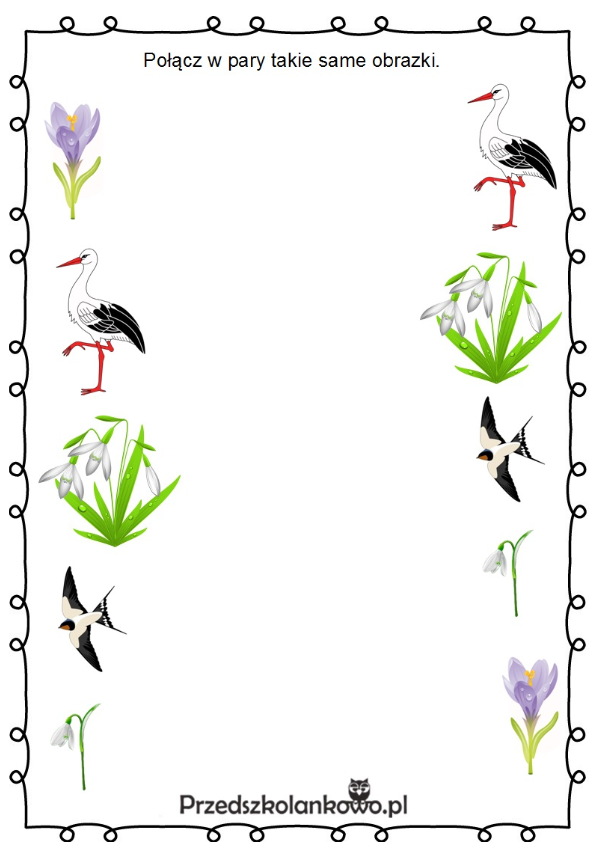 Połącz w pary takie same obrazki.
Przedszkolankowo.pl